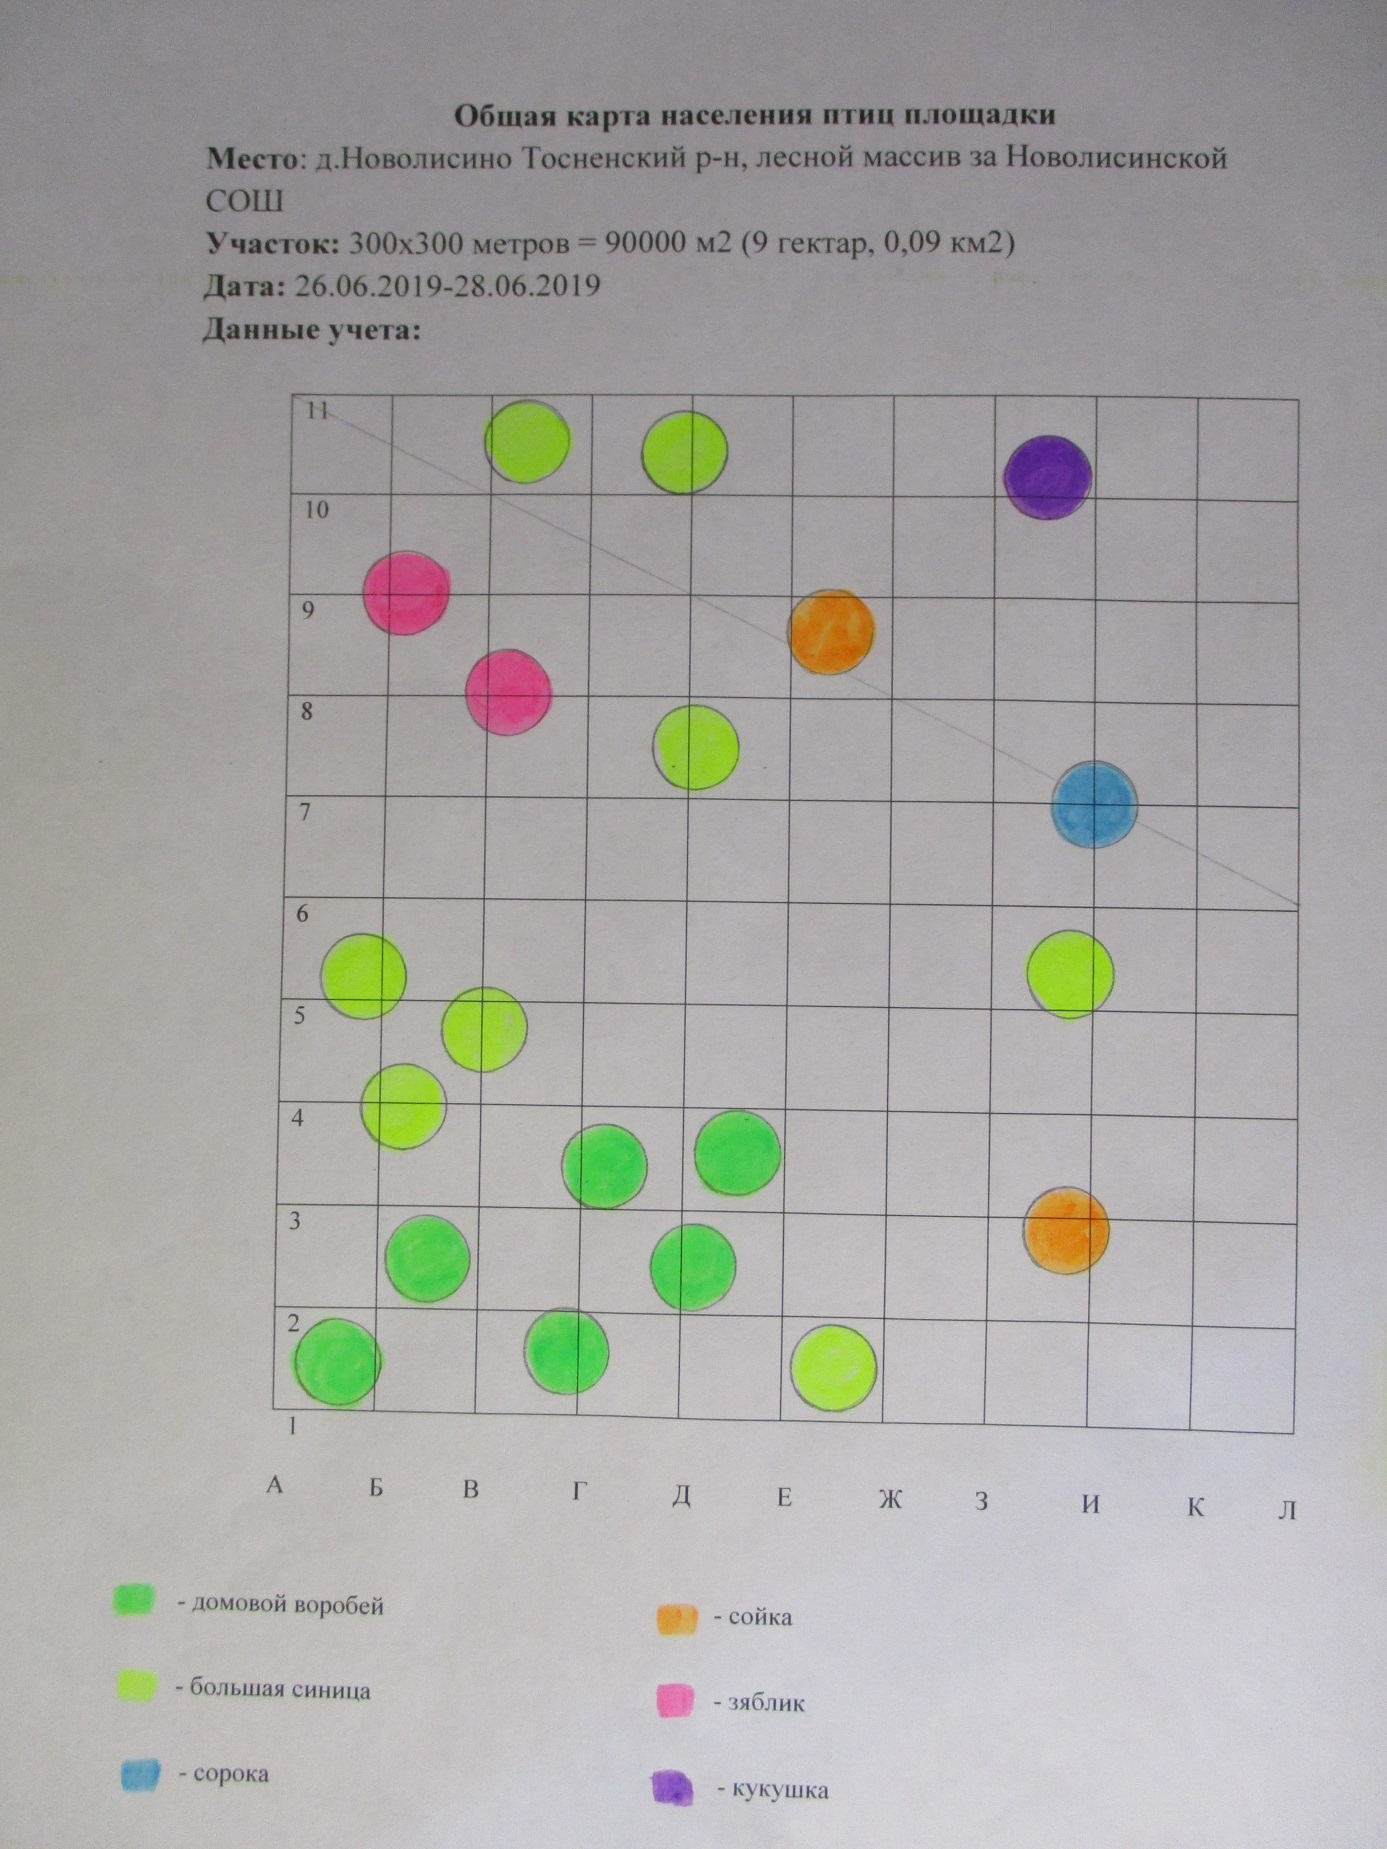 Общая карта населения птиц площадки
Место: д.Новолисино Тосненский р-н, лесной массив за Новолисинской
СОШ
Участок: 300х300 метров = 90000 м2 (9 гектар, 0,09 км2)
Дата: 26.06.2019-28.06.2019
Данные учета:
11
10
9
8
7
6
5
4
3
2
1
А Б В Г Д Е Ж З И К Л
- домовой воробей
- большая синица
- сорока
- сойка
- зяблик
- кукушка